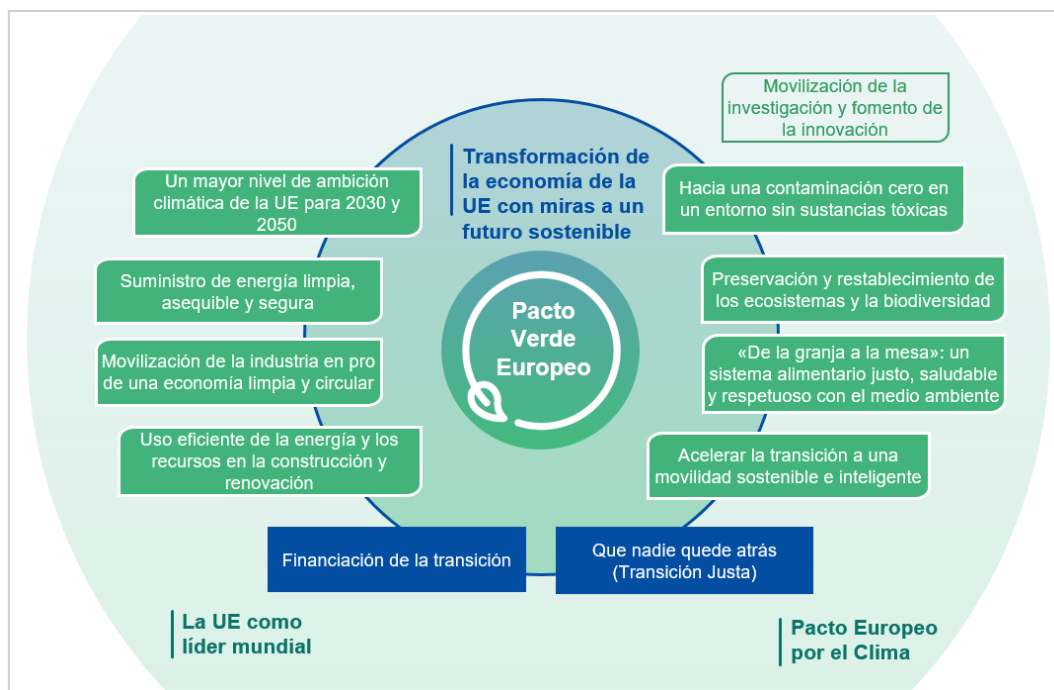 Movilización de la
investigación y fomento de
la innovación
Transformación de
la economía de la
UE con miras a un
futuro sostenible
Un mayor nivel de ambición
climática de la UE para 2030 y
2050
Hacia una contaminación cero en
un entorno sin sustancias tóxicas
Suministro de energía limpia,
asequible y segura
Preservación y restablecimiento de
los ecosistemas y la biodiversidad
Pacto
Verde
Europeo
Movilización de la industria en pro
de una economía limpia y circular
«De la granja a la mesa»: un
sistema alimentario justo, saludable
y respetuoso con el medio ambiente
Uso eficiente de la energía y los
recursos en la construcción y
renovación
Acelerar la transición a una
movilidad sostenible e inteligente
Financiación de la transición
Que nadie quede atrás
(Transición Justa)
La UE como
líder mundial
Pacto Europeo
por el Clima